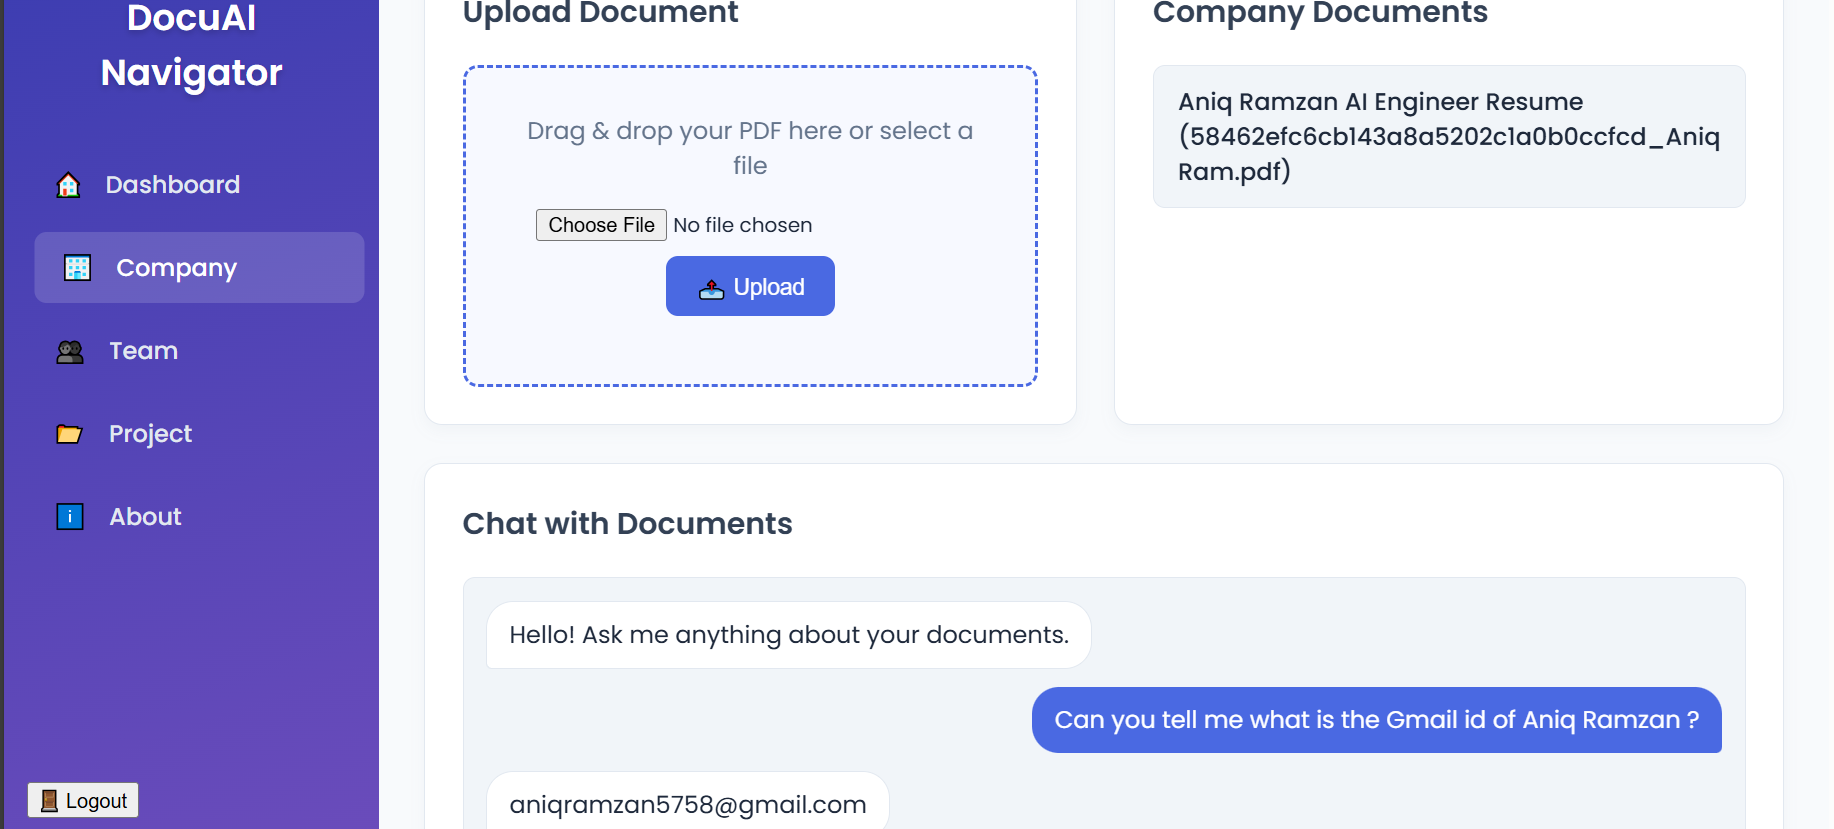 DocuAI
Navigator
Dashboard
Company
Team
Project
About
Logout
Upload Document
Drag & drop your PDF here or select a
file
Choose File No file chosen
Upload
Company Documents
Aniq Ramzan AI Engineer Resume
(58462efc6cb143a8a5202c1a0b0ccfcd_Aniq
Ram.pdf)
Chat with Documents
Hello! Ask me anything about your documents.
Can you tell me what is the Gmail id of Aniq Ramzan ?
aniqramzan5758@gmail.com